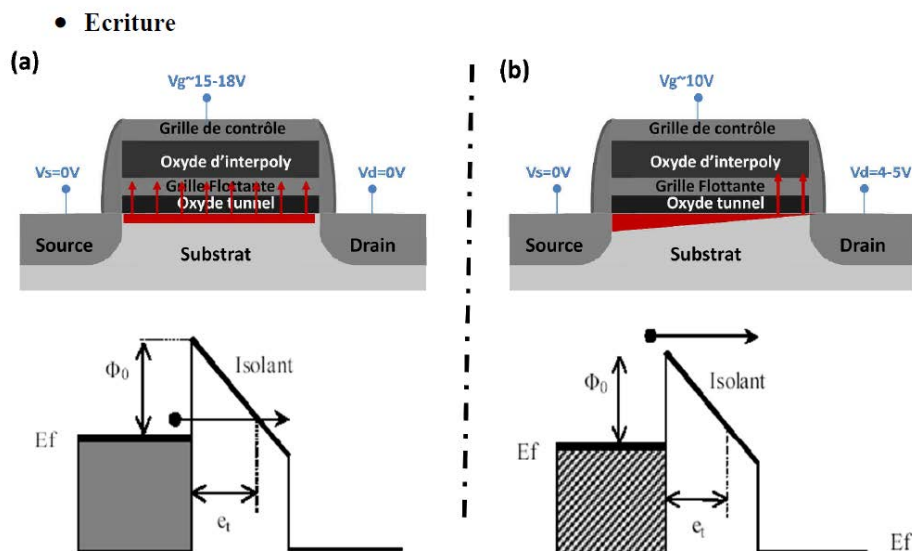 • Ecriture
(a)
Vg~15-18V
Grille de contrôle
Oxyde d'interpoly
Vs=0V
Grille Flottante
Vd=0V
Oxyde tunnel
Source
Substrat
Drain
Φ0
Isolant
Ef
et
(b)
Vg~10V
Grille de contrôle
Oxyde d'interpoly
Vs=0V
Grille Flottante
Vd=4-5V
Oxyde tunnel
Source
Substrat
Drain
Φ0
Isolant
Ef
et
Ef